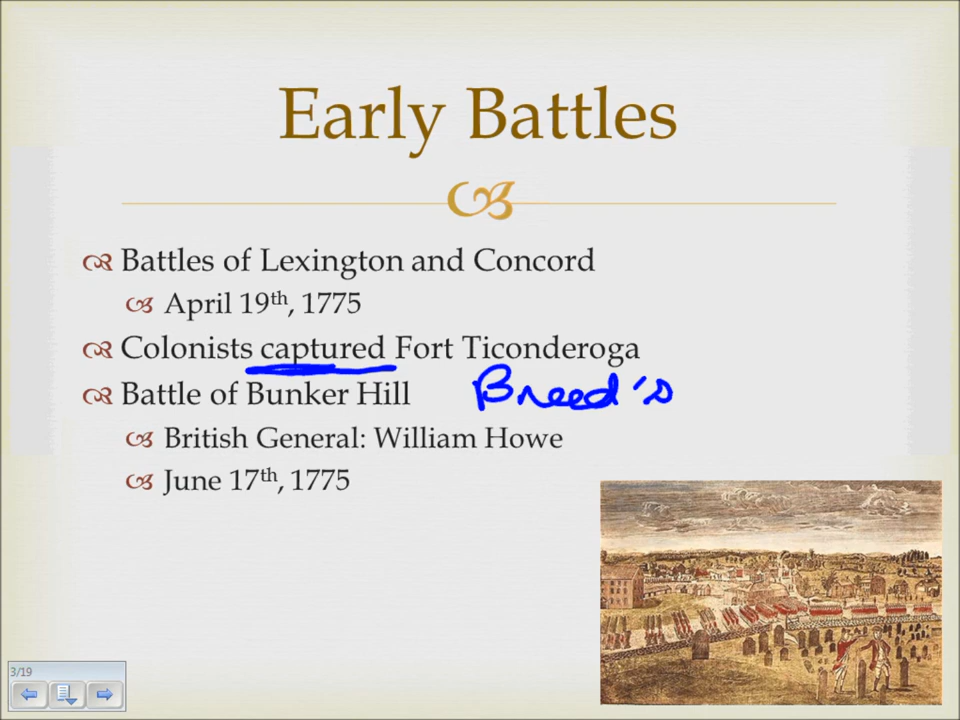 Early Battles
Battles of Lexington and Concord
April 19th, 1775
Colonists captured Fort Ticonderoga
Battle of Bunker Hill Breed's
British General: William Howe
June 17th, 1775
3/19